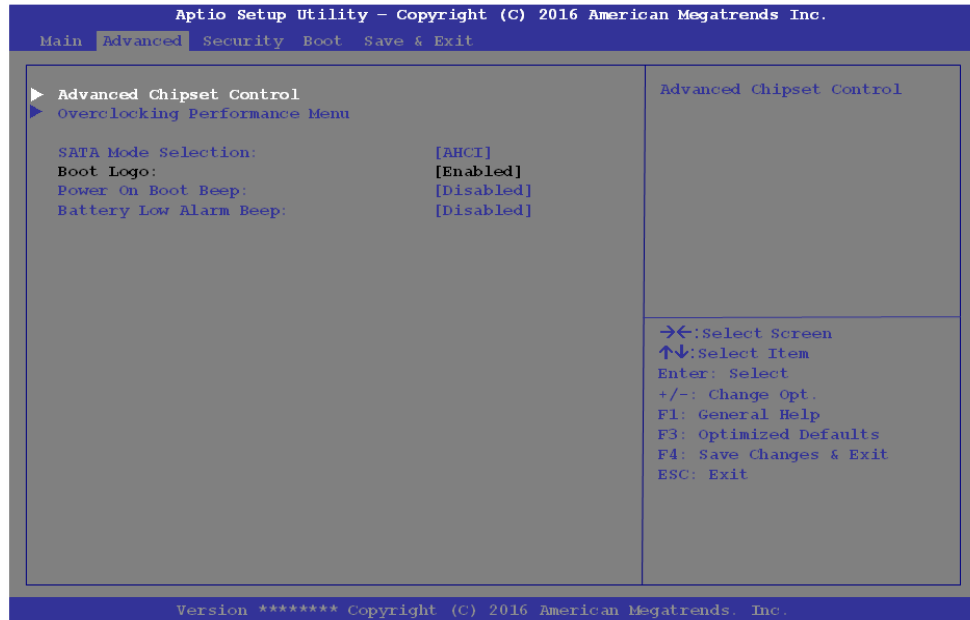 Aptio Setup Utility – Copyright (C) 2016 American Megatrends Inc.
Main Advanced Security Boot Save & Exit
Advanced Chipset Control
Overclocking Performance Menu
SATA Mode Selection: [AHCI]
Boot Logo: [Enabled]
Power On Boot Beep: [Disabled]
Battery Low Alarm Beep: [Disabled]
Advanced Chipset Control
→←:Select Screen
↑↓:Select Item
Enter: Select
+/-: Change Opt.
F1: General Help
F3: Optimized Defaults
F4: Save Changes & Exit
ESC: Exit
Version ******** Copyright (C) 2016 American Megatrends. Inc.